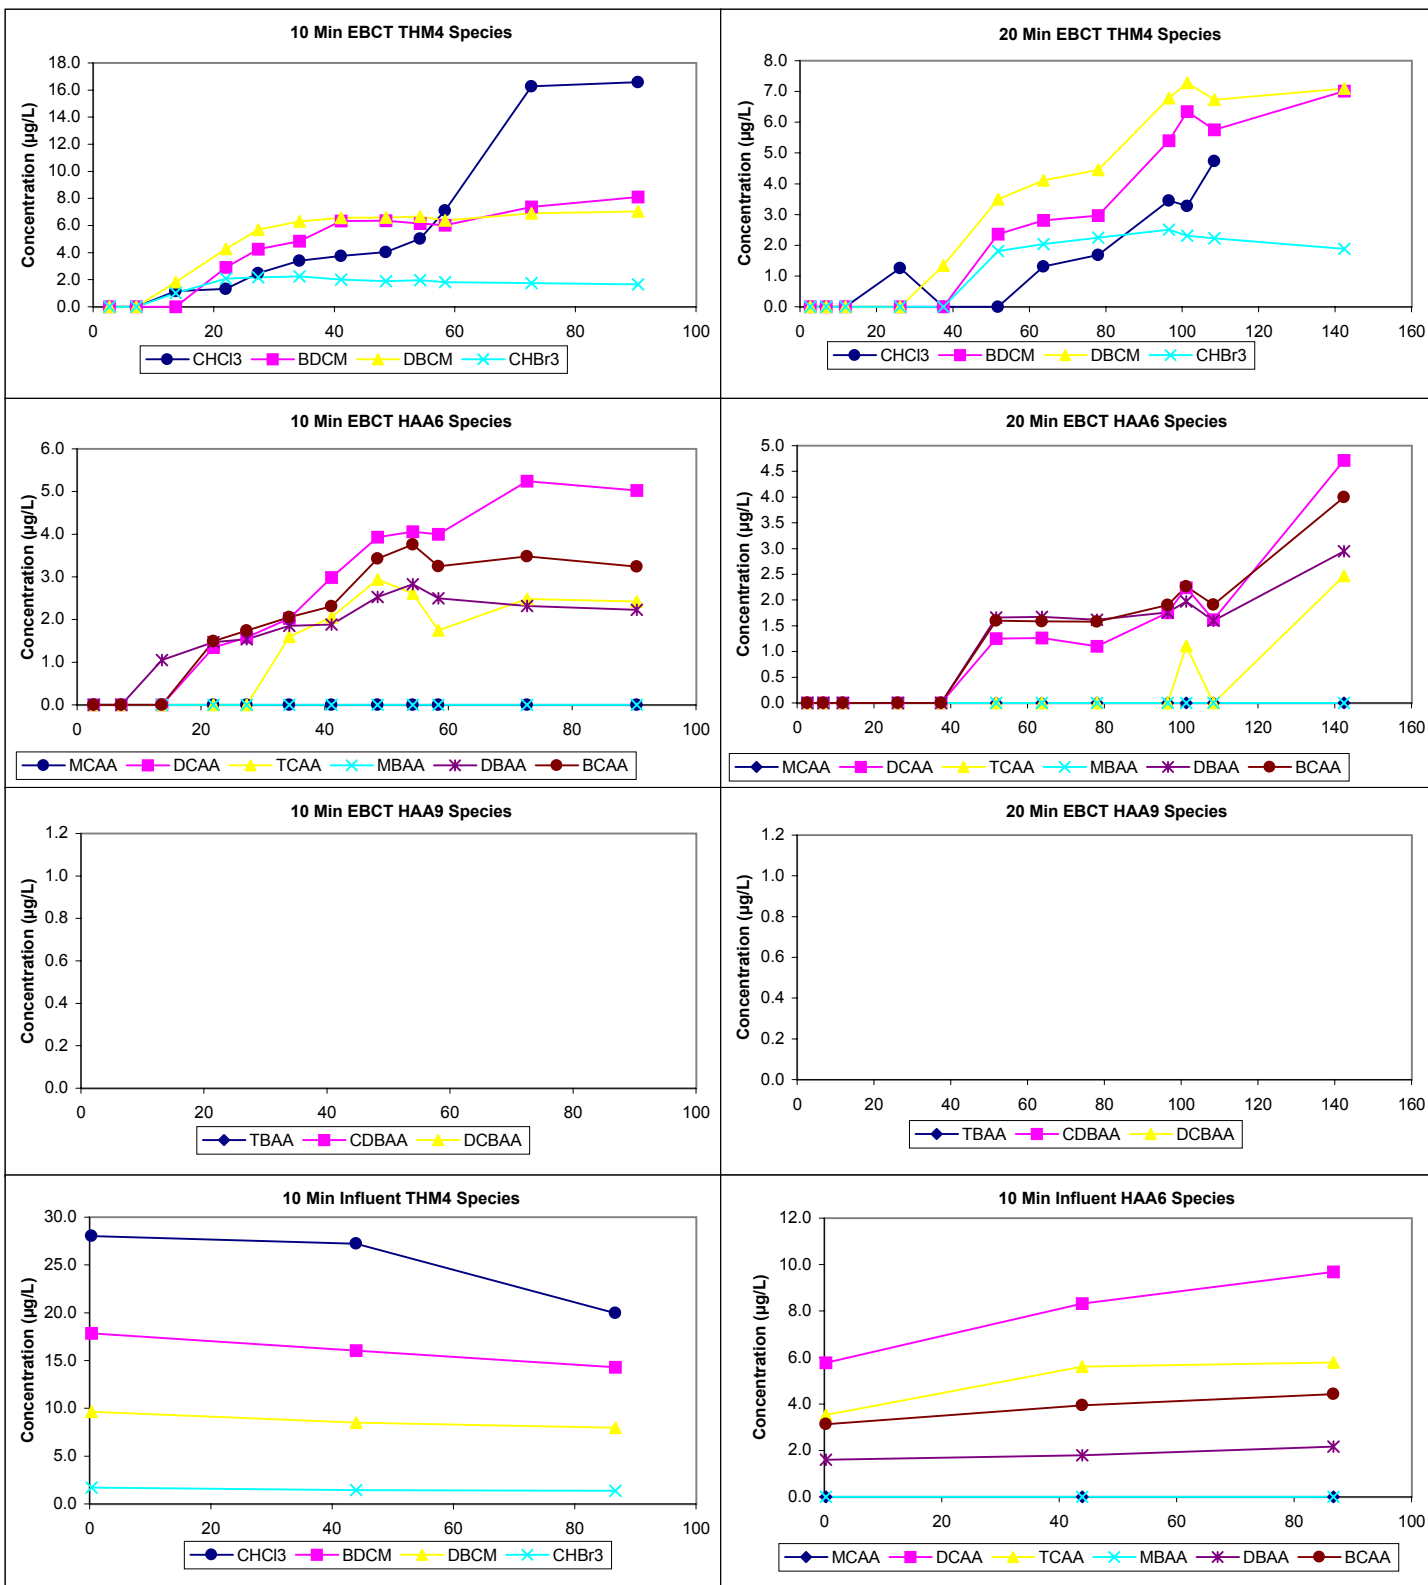 10 Min EBCT THM4 Species
Concentration (µg/L)
18.0
16.0
14.0
12.0
10.0
8.0
6.0
4.0
2.0
0.0
0 20 40 60 80 100
CHCl3 BDCM DBCM CHBr3
20 Min EBCT THM4 Species
Concentration (µg/L)
8.0
7.0
6.0
5.0
4.0
3.0
2.0
1.0
0.0
0 20 40 60 80 100 120 140 160
CHCl3 BDCM DBCM CHBr3
10 Min EBCT HAA6 Species
Concentration (µg/L)
6.0
5.0
4.0
3.0
2.0
1.0
0.0
0 20 40 60 80 100
MCAA DCAA TCAA MBAA DBAA BCAA
20 Min EBCT HAA6 Species
Concentration (µg/L)
5.0
4.5
4.0
3.5
3.0
2.5
2.0
1.5
1.0
0.5
0.0
0 20 40 60 80 100 120 140 160
MCAA DCAA TCAA MBAA DBAA BCAA
10 Min EBCT HAA9 Species
Concentration (µg/L)
1.2
1.0
0.8
0.6
0.4
0.2
0.0
0 20 40 60 80 100
TBAA CDBAA DCBAA
20 Min EBCT HAA9 Species
Concentration (µg/L)
1.2
1.0
0.8
0.6
0.4
0.2
0.0
0 20 40 60 80 100 120 140 160
TBAA CDBAA DCBAA
10 Min Influent THM4 Species
Concentration (µg/L)
30.0
25.0
20.0
15.0
10.0
5.0
0.0
0 20 40 60 80 100
CHCl3 BDCM DBCM CHBr3
10 Min Influent HAA6 Species
Concentration (µg/L)
12.0
10.0
8.0
6.0
4.0
2.0
0.0
0 20 40 60 80 100
MCAA DCAA TCAA MBAA DBAA BCAA